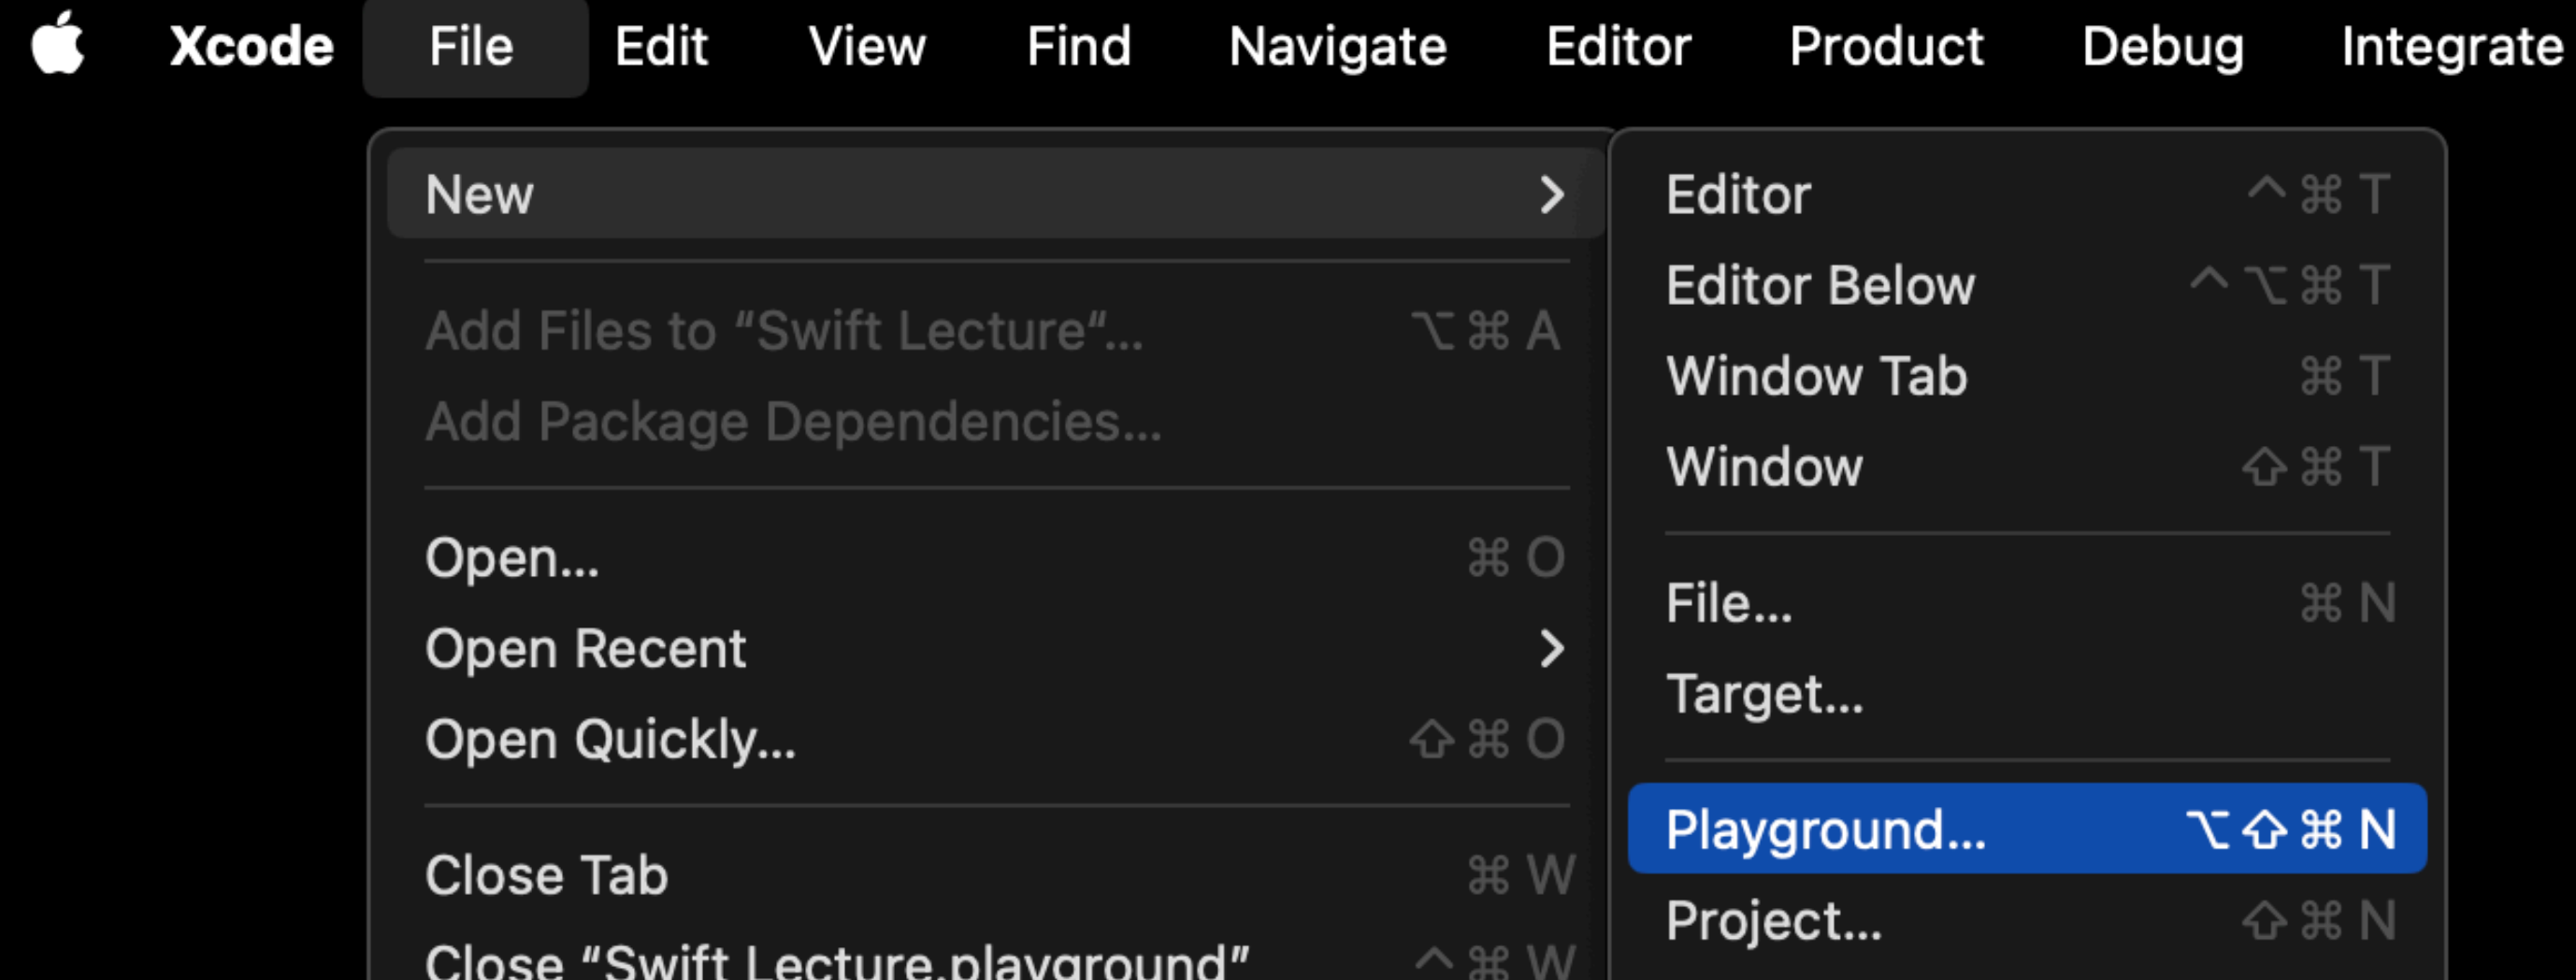 Xcode File Edit View Find Navigate Editor Product Debug Integrate
New
Add Files to “Swift Lecture“... ⌥⌘A
Add Package Dependencies...
Open... ⌘O
Open Recent
Open Quickly... ⇧⌘O
Close Tab ⌘W
Close “Swift Lecture.playground” ^⌘W
Editor ^⌘T
Editor Below ^⌥⌘T
Window Tab ⌘T
Window ⇧⌘T
File... ⌘N
Target...
Playground... ⌥⇧⌘N
Project... ⇧⌘N